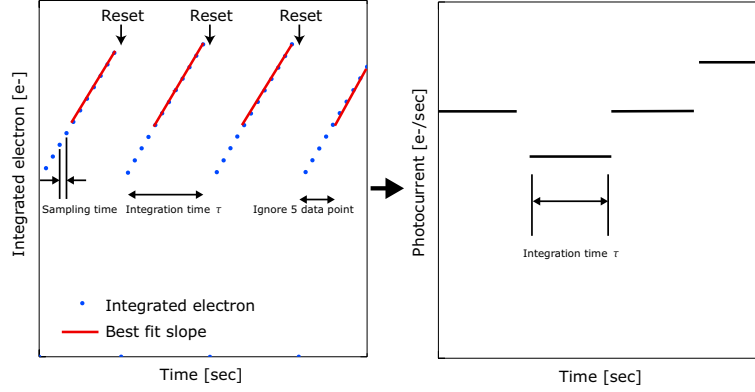 Reset Reset Reset
Integrated electron [e-]
Sampling time
Integration time τ
Ignore 5 data point
Integrated electron
Best fit slope
Time [sec]
Photocurrent [e-/sec]
Integration time τ
Time [sec]